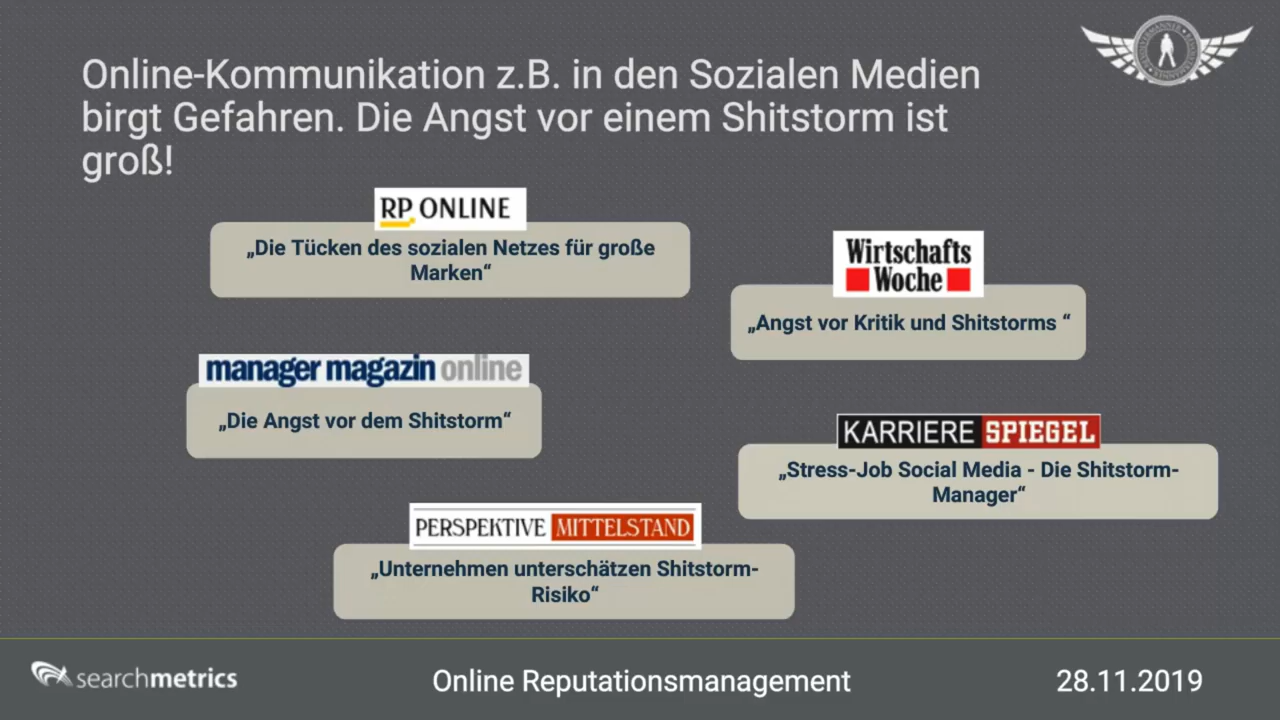 Online-Kommunikation z.B. in den Sozialen Medien
birgt Gefahren. Die Angst vor einem Shitstorm ist
groß!
RP ONLINE
„Die Tücken des sozialen Netzes für große
Marken“
Wirtschafts
Woche
„Angst vor Kritik und Shitstorms “
manager magazin online
„Die Angst vor dem Shitstorm“
KARRIERE SPIEGEL
„Stress-Job Social Media - Die Shitstorm-
Manager“
PERSPEKTIVE MITTELSTAND
„Unternehmen unterschätzen Shitstorm-
Risiko“
searchmetrics
Online Reputationsmanagement
28.11.2019